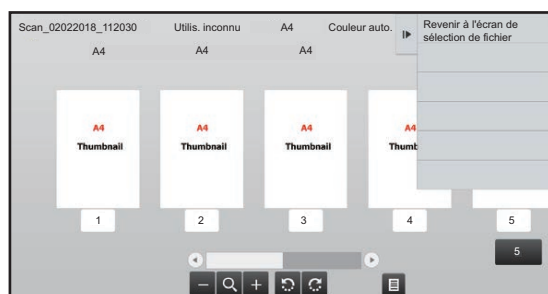 Scan_02022018_112030 Utilis. inconnu A4 Couleur auto.
Revenir à l'écran de
sélection de fichier
A4 A4 A4
A4 A4 A4 A4
Thumbnail Thumbnail Thumbnail Thumb
1 2 3 4 5
5